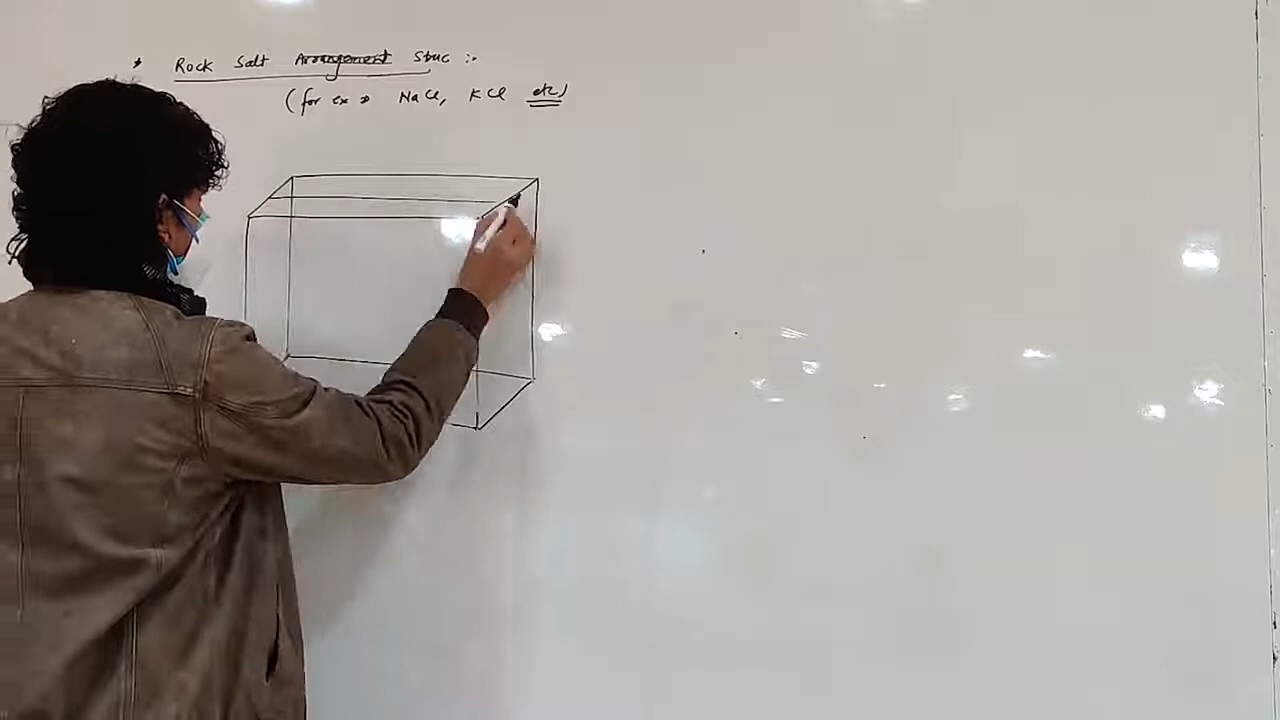 * Rock Salt Arrangement Struc :-
(for ex → NaCl, KCl etc)